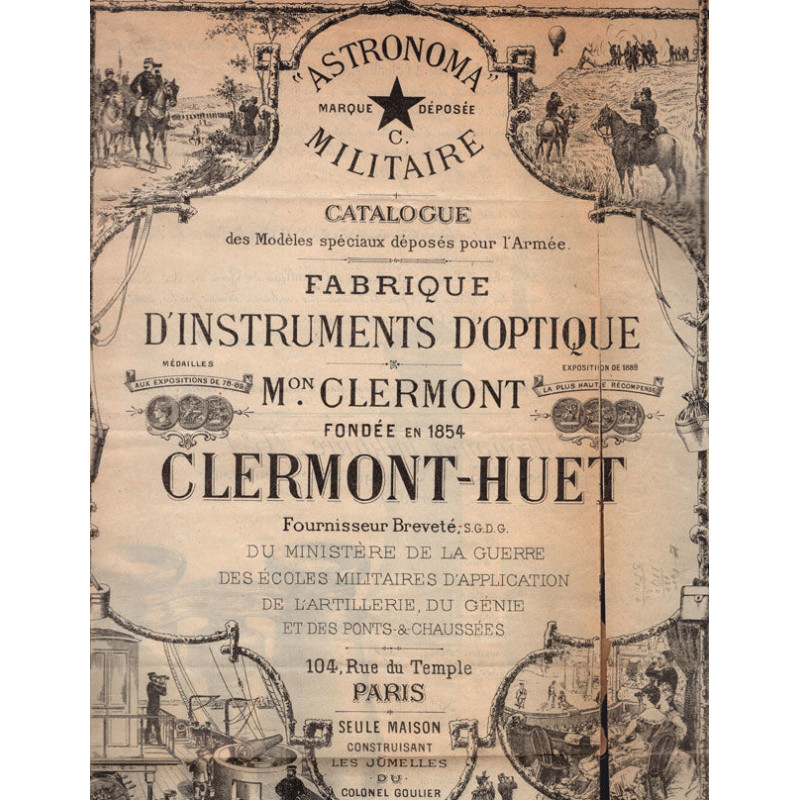 "ASTRONOMA"
MARQUE DÉPOSÉE
C.
MILITAIRE
CATALOGUE
des Modèles spéciaux déposés pour l'Armée.
FABRIQUE
D'INSTRUMENTS D'OPTIQUE
MÉDAILLES
AUX EXPOSITIONS DE 78-89
EXPOSITION DE 1889
LA PLUS HAUTE RÉCOMPENSE
MON. CLERMONT
FONDÉE EN 1854
CLERMONT-HUET
Fournisseur Breveté, S.G.D.G.
DU MINISTÈRE DE LA GUERRE
DES ÉCOLES MILITAIRES D'APPLICATION
DE L'ARTILLERIE, DU GÉNIE
ET DES PONTS-&-CHAUSSÉES
104, Rue du Temple
PARIS
SEULE MAISON
CONSTRUISANT
LES JUMELLES
DU
COLONEL GOULIER